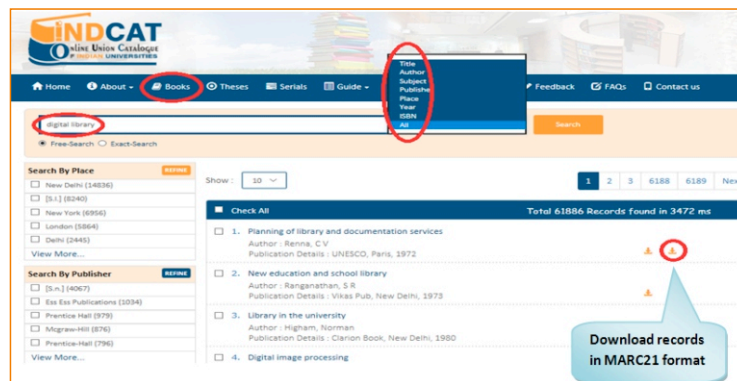 INDCAT
Online Union Catalogue
OF INDIAN UNIVERSITIES
Home About Books Theses Serials Guide Feedback FAQs Contact us
Title
Author
Subject
Publishe
Place
Year
ISBN
All
digital library Search
Free-Search Exact-Search
Search By Place REFINE
New Delhi (14836)
[S.l.] (8240)
New York (6956)
London (5864)
Delhi (2445)
View More...
Search By Publisher REFINE
[S.n.] (4067)
Ess Ess Publications (1034)
Prentice Hall (979)
Mcgraw-Hill (876)
Prentice-Hall (796)
View More...
Show : 10 1 2 3 6188 6189 Nex
Check All Total 61886 Records found in 3472 ms
1. Planning of library and documentation services
Author : Renna, C V
Publication Details : UNESCO, Paris, 1972
2. New education and school library
Author : Ranganathan, S R
Publication Details : Vikas Pub, New Delhi, 1973
3. Library in the university
Author : Higham, Norman
Publication Details : Clarion Book, New Delhi, 1980
4. Digital image processing
Download records
in MARC21 format